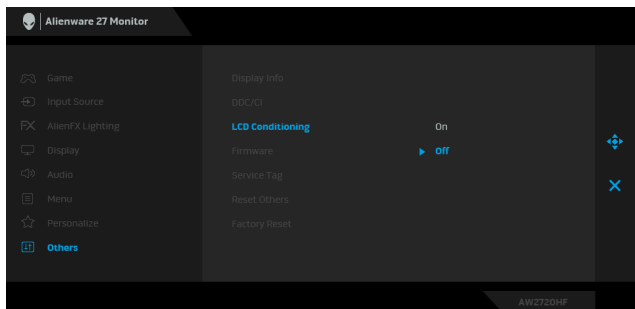 Alienware 27 Monitor
Game
Input Source
AlienFX Lighting
Display
Audio
Menu
Personalize
Others
Display Info
DDC/CI
LCD Conditioning On
Firmware Off
Service Tag
Reset Others
Factory Reset
AW2720HF